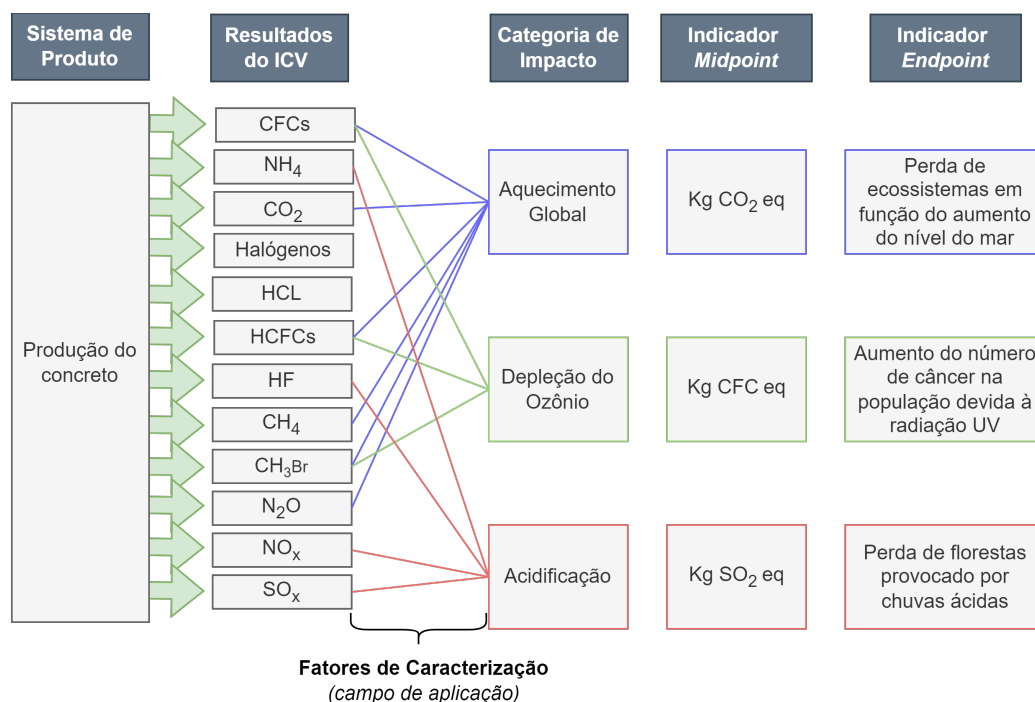 Sistema de
Produto
Resultados
do ICV
Categoria de
Impacto
Indicador
Midpoint
Indicador
Endpoint
Produção do
concreto
CFCs
NH4
CO2
Halógenos
HCL
HCFCs
HF
CH4
CH3Br
N2O
NOx
SOx
Aquecimento
Global
Kg CO2 eq
Perda de
ecossistemas em
função do aumento
do nível do mar
Depleção do
Ozônio
Kg CFC eq
Aumento do número
de câncer na
população devida à
radiação UV
Acidificação
Kg SO2 eq
Perda de florestas
provocado por
chuvas ácidas
Fatores de Caracterização
(campo de aplicação)